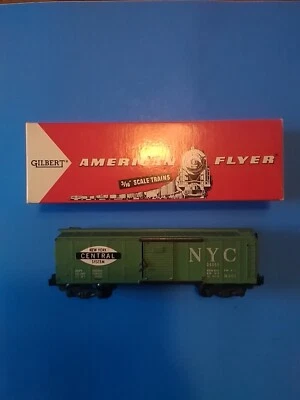 GILBERT
AMERICAN FLYER
3/16" SCALE TRAINS
NEW YORK
CENTRAL
SYSTEM
NYC